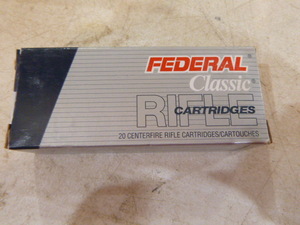 FEDERAL®
Classic®
RIFLE
CARTRIDGES
20 CENTERFIRE RIFLE CARTRIDGES/CARTOUCHES